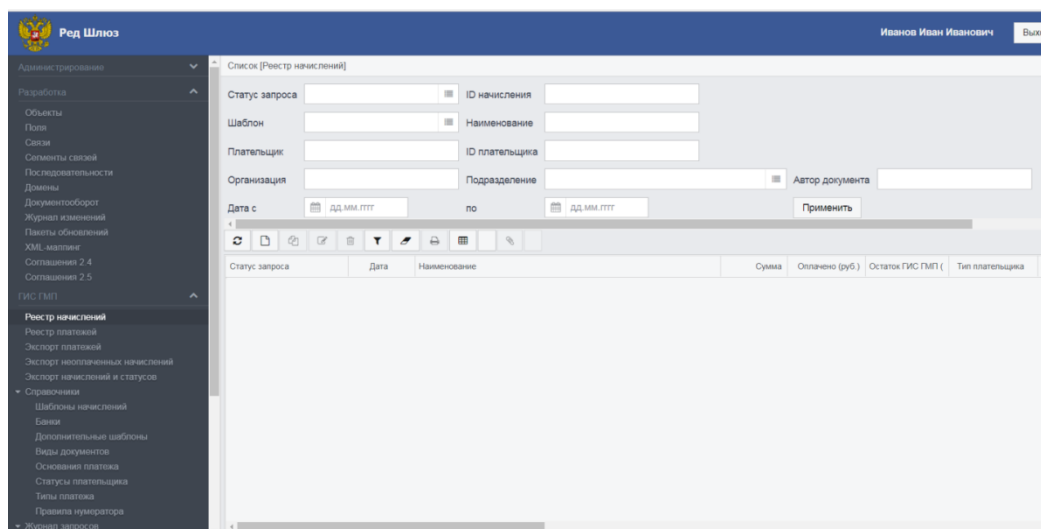 Ред Шлюз
Иванов Иван Иванович
Администрирование
Список [Реестр начислений]
Разработка
Статус запроса
ID начисления
Объекты
Поля
Шаблон
Наименование
Связи
Сегменты связей
Плательщик
ID плательщика
Последовательности
Домены
Организация
Подразделение
Автор документа
Документооборот
Журнал изменений
Дата с
дд.мм.гггг
по
дд.мм.гггг
Применить
Пакеты обновлений
XML-маппинг
Соглашения 2.4
Соглашения 2.5
Статус запроса
Дата
Наименование
Сумма
Оплачено (руб.)
Остаток ГИС ГМП (
Тип плательщика
ГИС ГМП
Реестр начислений
Реестр платежей
Экспорт платежей
Экспорт неоплаченных начислений
Экспорт начислений и статусов
Справочники
Шаблоны начислений
Банки
Дополнительные шаблоны
Виды документов
Основания платежа
Статусы плательщика
Типы платежа
Правила нумератора
Журнал запросов